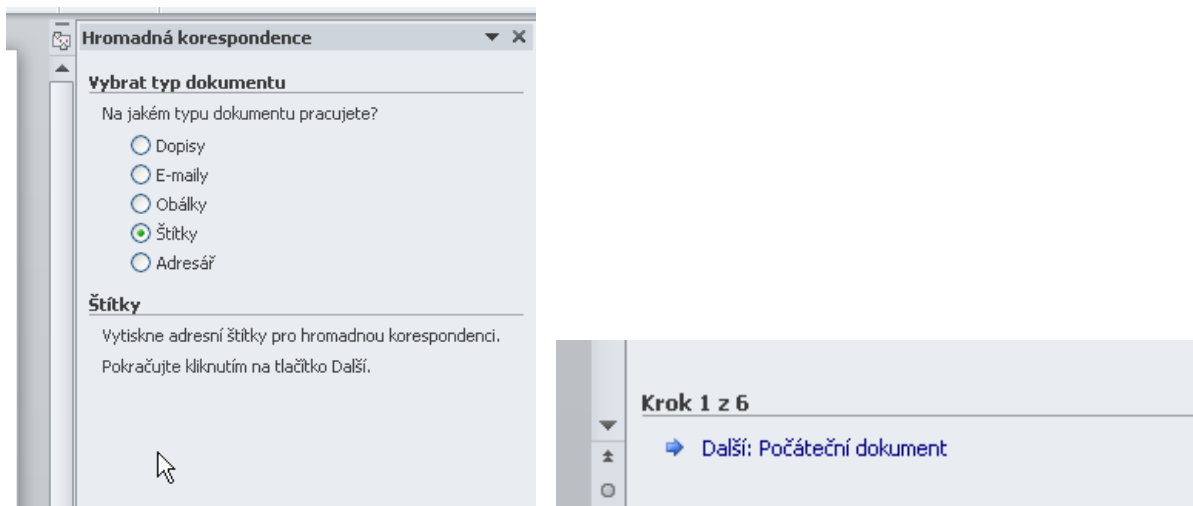 Hromadná korespondence
Vybrat typ dokumentu
Na jakém typu dokumentu pracujete?
Dopisy
E-maily
Obálky
Štítky
Adresář
Štítky
Vytiskne adresní štítky pro hromadnou korespondenci.
Pokračujte kliknutím na tlačítko Další.
Krok 1 z 6
Další: Počáteční dokument